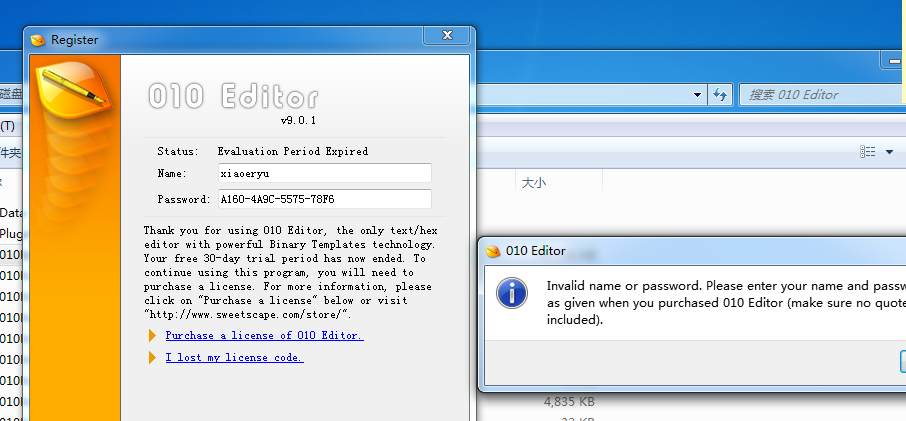 Register
010 Editor
v9.0.1
Status: Evaluation Period Expired
Name: xiaoeryu
Password: A160-4A9C-5575-78F6
Thank you for using 010 Editor, the only text/hex
editor with powerful Binary Templates technology.
Your free 30-day trial period has now ended. To
continue using this program, you will need to
purchase a license. For more information, please
click on "Purchase a license" below or visit
"http://www.sweetscape.com/store/".
Purchase a license of 010 Editor.
I lost my license code.
磁盘
搜索 010 Editor
(T)
件夹
大小
Data
Plug
010
010
010
010
010
010
010
010
4,835 KB
010 Editor
Invalid name or password. Please enter your name and passw
as given when you purchased 010 Editor (make sure no quote
included).